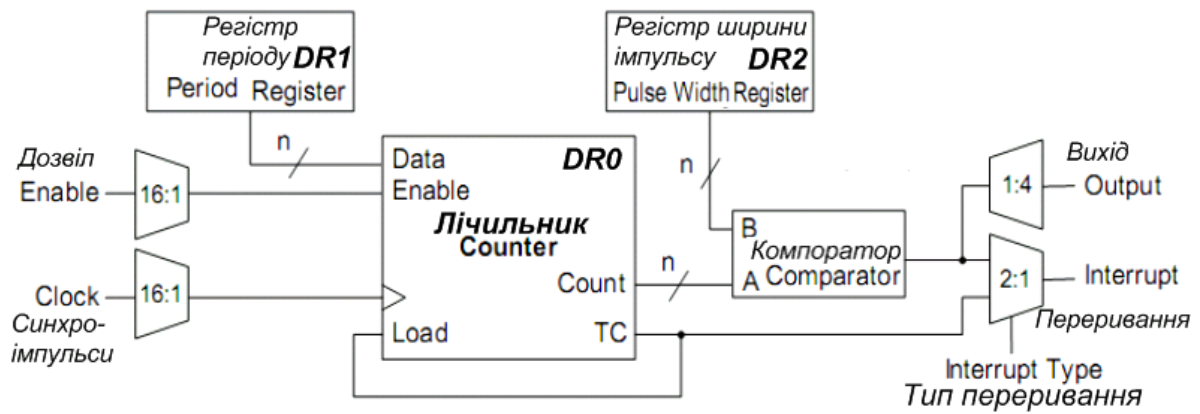 Регістр
періоду DR1
Period Register
Регістр ширини
імпульсу DR2
Pulse Width Register
n
n
Дозвіл
Enable
16:1
Data
DR0
Enable
Лічильник
Counter
Count
n
Clock
16:1
Синхро-
імпульси
Load
TC
B
Компоратор
A Comparator
1:4
Вихід
Output
2:1
Interrupt
Переривання
Interrupt Type
Тип переривання